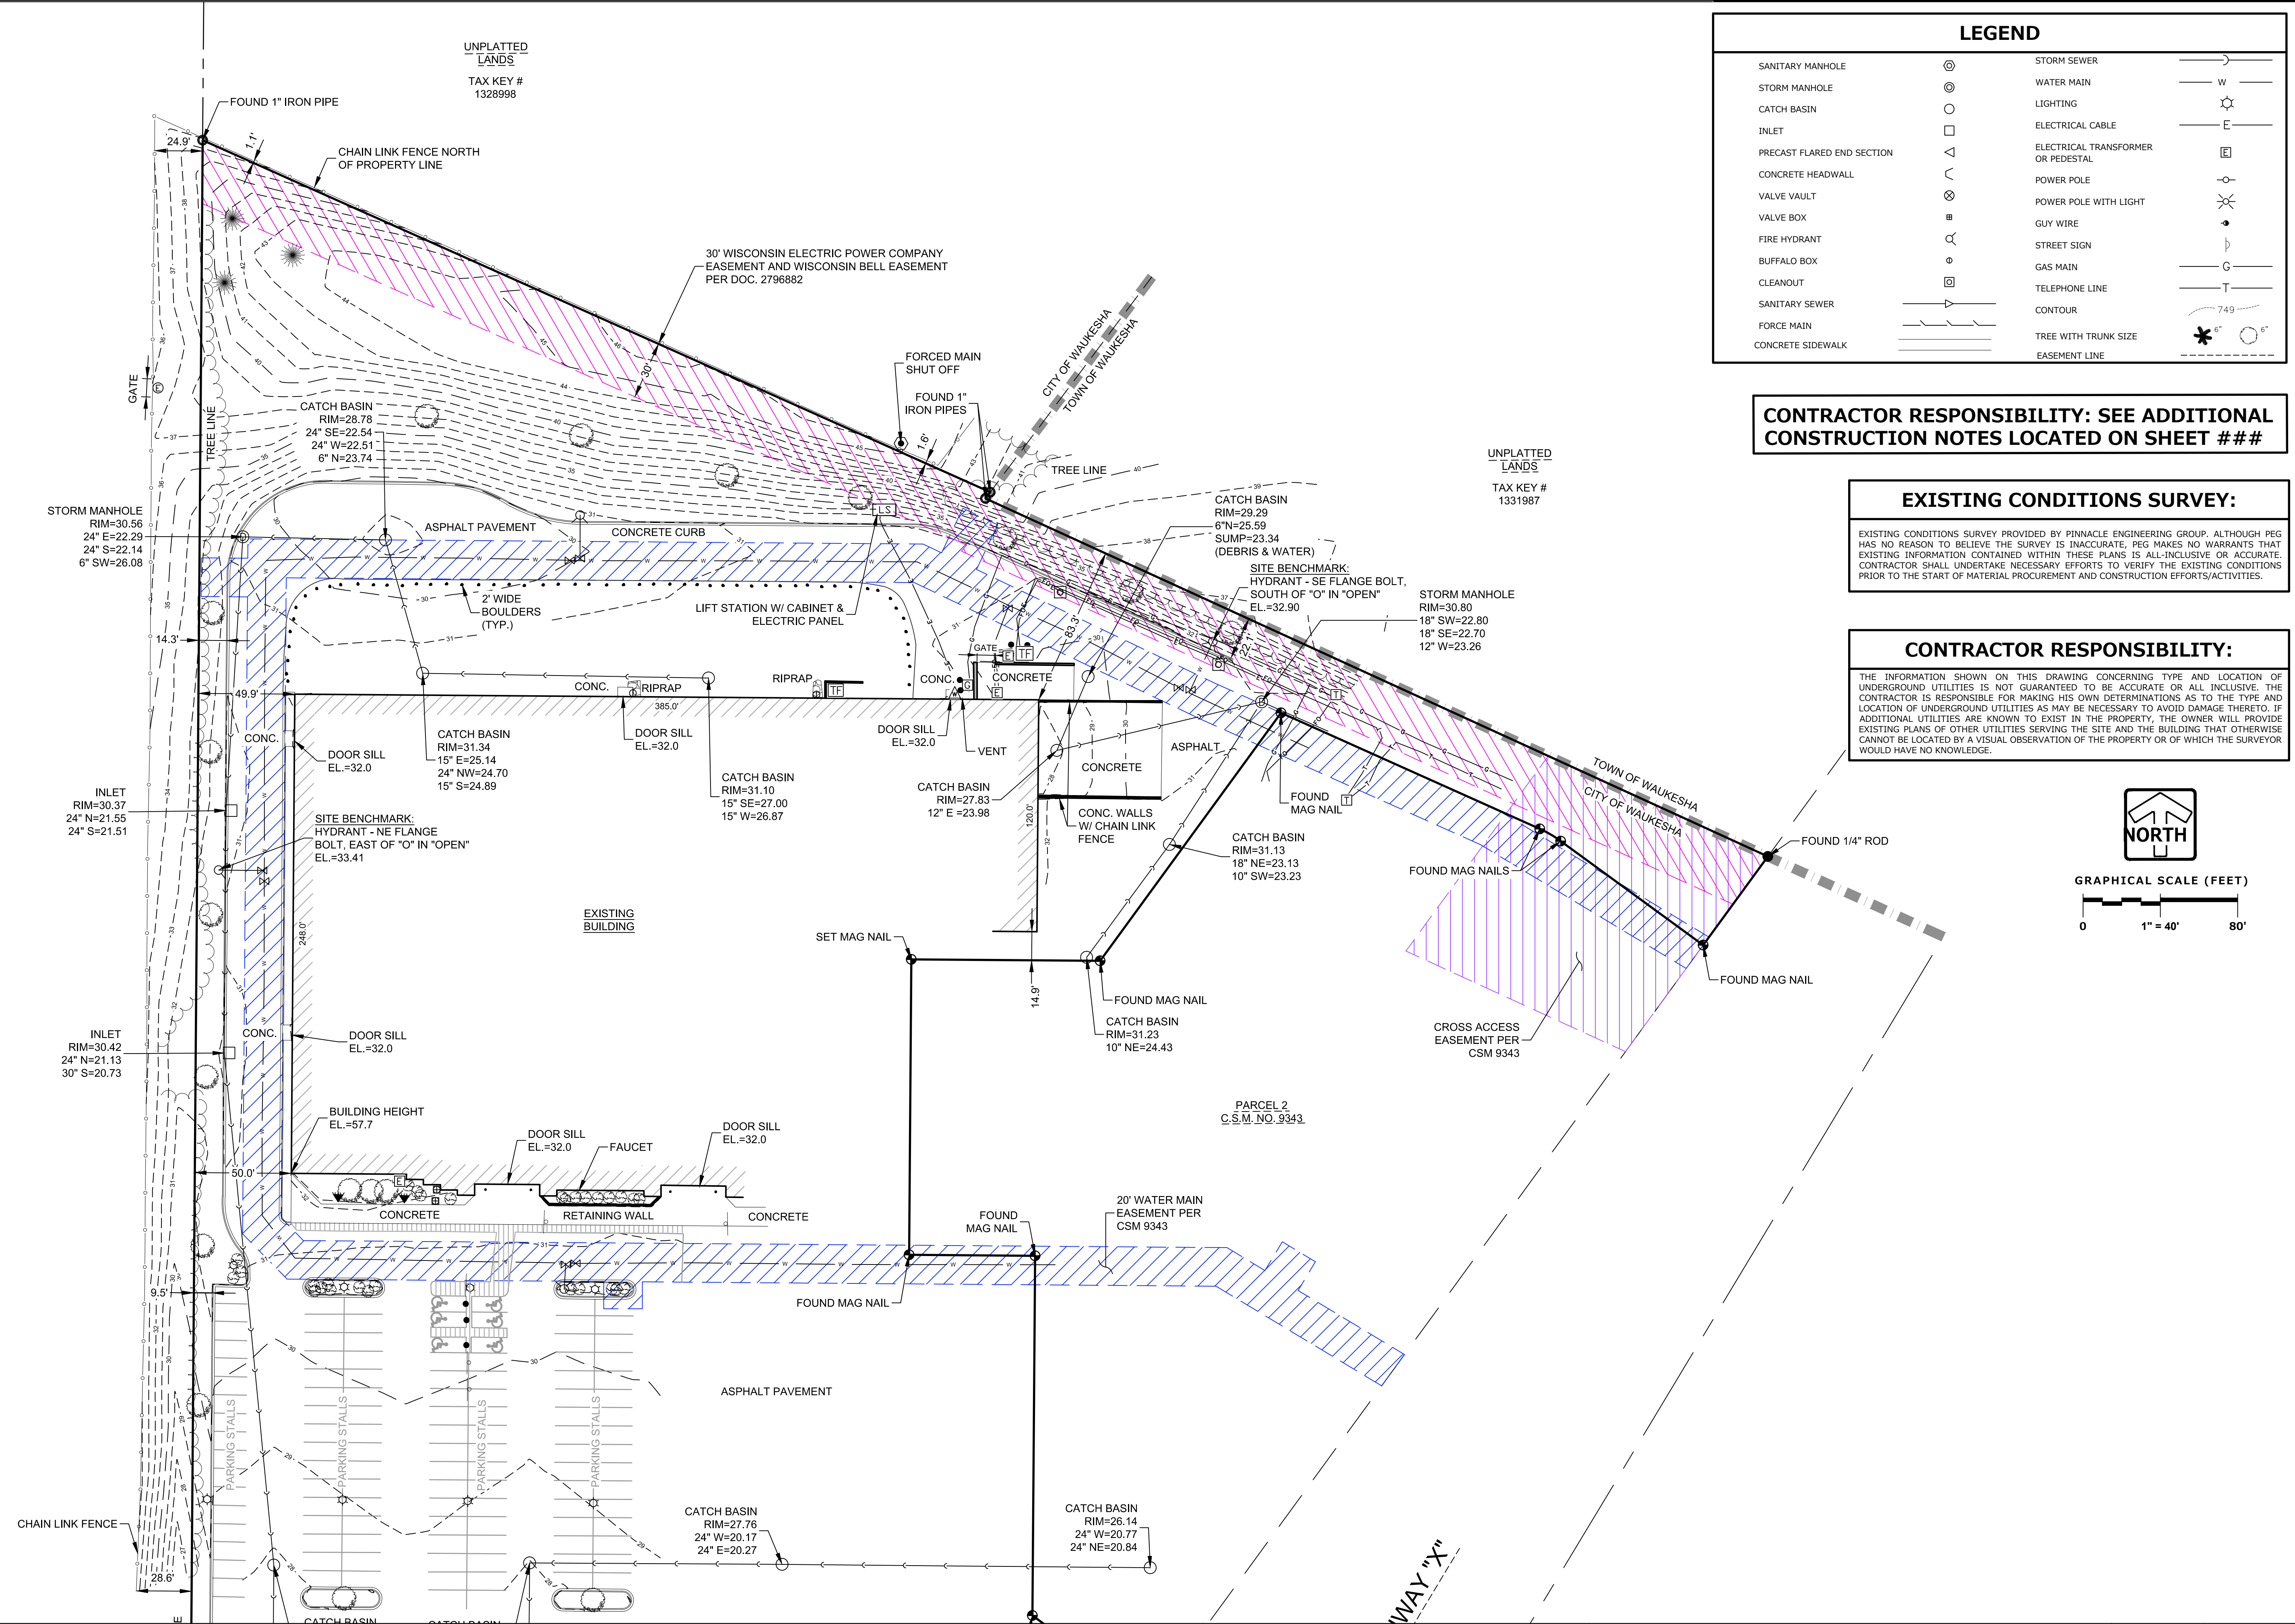 UNPLATTED
LANDS
TAX KEY #
1328998
FOUND 1" IRON PIPE
24.9'
1.1'
CHAIN LINK FENCE NORTH
OF PROPERTY LINE
30' WISCONSIN ELECTRIC POWER COMPANY
EASEMENT AND WISCONSIN BELL EASEMENT
PER DOC. 2796882
30'
CITY OF WAUKESHA
TOWN OF WAUKESHA
FORCED MAIN
SHUT OFF
FOUND 1"
IRON PIPES
1.6'
TREE LINE
GATE
E
TREE LINE
CATCH BASIN
RIM=28.78
24" SE=22.54
24" W=22.51
6" N=23.74
STORM MANHOLE
RIM=30.56
24" E=22.29
24" S=22.14
6" SW=26.08
ASPHALT PAVEMENT
CONCRETE CURB
LS
2' WIDE
BOULDERS
(TYP.)
LIFT STATION W/ CABINET &
ELECTRIC PANEL
UNPLATTED
LANDS
TAX KEY #
1331987
CATCH BASIN
RIM=29.29
6"N=25.59
SUMP=23.34
(DEBRIS & WATER)
SITE BENCHMARK:
HYDRANT - SE FLANGE BOLT,
SOUTH OF "O" IN "OPEN"
EL.=32.90
STORM MANHOLE
RIM=30.80
18" SW=22.80
18" SE=22.70
12" W=23.26
83.3'
22.1'
14.3'
49.9'
GATE
E
TF
CONC.
RIPRAP
RIPRAP
TF
CONC.
G
E
CONCRETE
385.0'
CONC.
DOOR SILL
EL.=32.0
CATCH BASIN
RIM=31.34
15" E=25.14
24" NW=24.70
15" S=24.89
DOOR SILL
EL.=32.0
CATCH BASIN
RIM=31.10
15" SE=27.00
15" W=26.87
DOOR SILL
EL.=32.0
VENT
CATCH BASIN
RIM=27.83
12" E =23.98
ASPHALT
CONCRETE
120.0'
CONC. WALLS
W/ CHAIN LINK
FENCE
FOUND
MAG NAIL
T
T
TOWN OF WAUKESHA
CITY OF WAUKESHA
CATCH BASIN
RIM=31.13
18" NE=23.13
10" SW=23.23
FOUND MAG NAILS
FOUND 1/4" ROD
INLET
RIM=30.37
24" N=21.55
24" S=21.51
SITE BENCHMARK:
HYDRANT - NE FLANGE
BOLT, EAST OF "O" IN "OPEN"
EL.=33.41
248.0'
EXISTING
BUILDING
SET MAG NAIL
14.9'
FOUND MAG NAIL
CATCH BASIN
RIM=31.23
10" NE=24.43
FOUND MAG NAIL
CROSS ACCESS
EASEMENT PER
CSM 9343
INLET
RIM=30.42
24" N=21.13
30" S=20.73
CONC.
DOOR SILL
EL.=32.0
BUILDING HEIGHT
EL.=57.7
50.0'
DOOR SILL
EL.=32.0
FAUCET
DOOR SILL
EL.=32.0
E
CONCRETE
RETAINING WALL
CONCRETE
PARCEL 2
C.S.M. NO. 9343
20' WATER MAIN
EASEMENT PER
CSM 9343
FOUND
MAG NAIL
FOUND MAG NAIL
9.5'
ASPHALT PAVEMENT
PARKING STALLS
PARKING STALLS
PARKING STALLS
PARKING STALLS
CHAIN LINK FENCE
28.6'
CATCH BASIN
RIM=27.76
24" W=20.17
24" E=20.27
CATCH BASIN
RIM=26.14
24" W=20.77
24" NE=20.84
CATCH BASIN
CATCH BASIN
WAY "X"
LEGEND
SANITARY MANHOLE
STORM MANHOLE
CATCH BASIN
INLET
PRECAST FLARED END SECTION
CONCRETE HEADWALL
VALVE VAULT
VALVE BOX
FIRE HYDRANT
BUFFALO BOX
CLEANOUT
SANITARY SEWER
FORCE MAIN
CONCRETE SIDEWALK
STORM SEWER
WATER MAIN W
LIGHTING
ELECTRICAL CABLE E
ELECTRICAL TRANSFORMER
OR PEDESTAL E
POWER POLE
POWER POLE WITH LIGHT
GUY WIRE
STREET SIGN
GAS MAIN G
TELEPHONE LINE T
CONTOUR 749
TREE WITH TRUNK SIZE 6" 6"
EASEMENT LINE
CONTRACTOR RESPONSIBILITY: SEE ADDITIONAL
CONSTRUCTION NOTES LOCATED ON SHEET ###
EXISTING CONDITIONS SURVEY:
EXISTING CONDITIONS SURVEY PROVIDED BY PINNACLE ENGINEERING GROUP. ALTHOUGH PEG
HAS NO REASON TO BELIEVE THE SURVEY IS INACCURATE, PEG MAKES NO WARRANTS THAT
EXISTING INFORMATION CONTAINED WITHIN THESE PLANS IS ALL-INCLUSIVE OR ACCURATE.
CONTRACTOR SHALL UNDERTAKE NECESSARY EFFORTS TO VERIFY THE EXISTING CONDITIONS
PRIOR TO THE START OF MATERIAL PROCUREMENT AND CONSTRUCTION EFFORTS/ACTIVITIES.
CONTRACTOR RESPONSIBILITY:
THE INFORMATION SHOWN ON THIS DRAWING CONCERNING TYPE AND LOCATION OF
UNDERGROUND UTILITIES IS NOT GUARANTEED TO BE ACCURATE OR ALL INCLUSIVE. THE
CONTRACTOR IS RESPONSIBLE FOR MAKING HIS OWN DETERMINATIONS AS TO THE TYPE AND
LOCATION OF UNDERGROUND UTILITIES AS MAY BE NECESSARY TO AVOID DAMAGE THERETO. IF
ADDITIONAL UTILITIES ARE KNOWN TO EXIST IN THE PROPERTY, THE OWNER WILL PROVIDE
EXISTING PLANS OF OTHER UTILITIES SERVING THE SITE AND THE BUILDING THAT OTHERWISE
CANNOT BE LOCATED BY A VISUAL OBSERVATION OF THE PROPERTY OR OF WHICH THE SURVEYOR
WOULD HAVE NO KNOWLEDGE.
NORTH
GRAPHICAL SCALE (FEET)
0 1" = 40' 80'